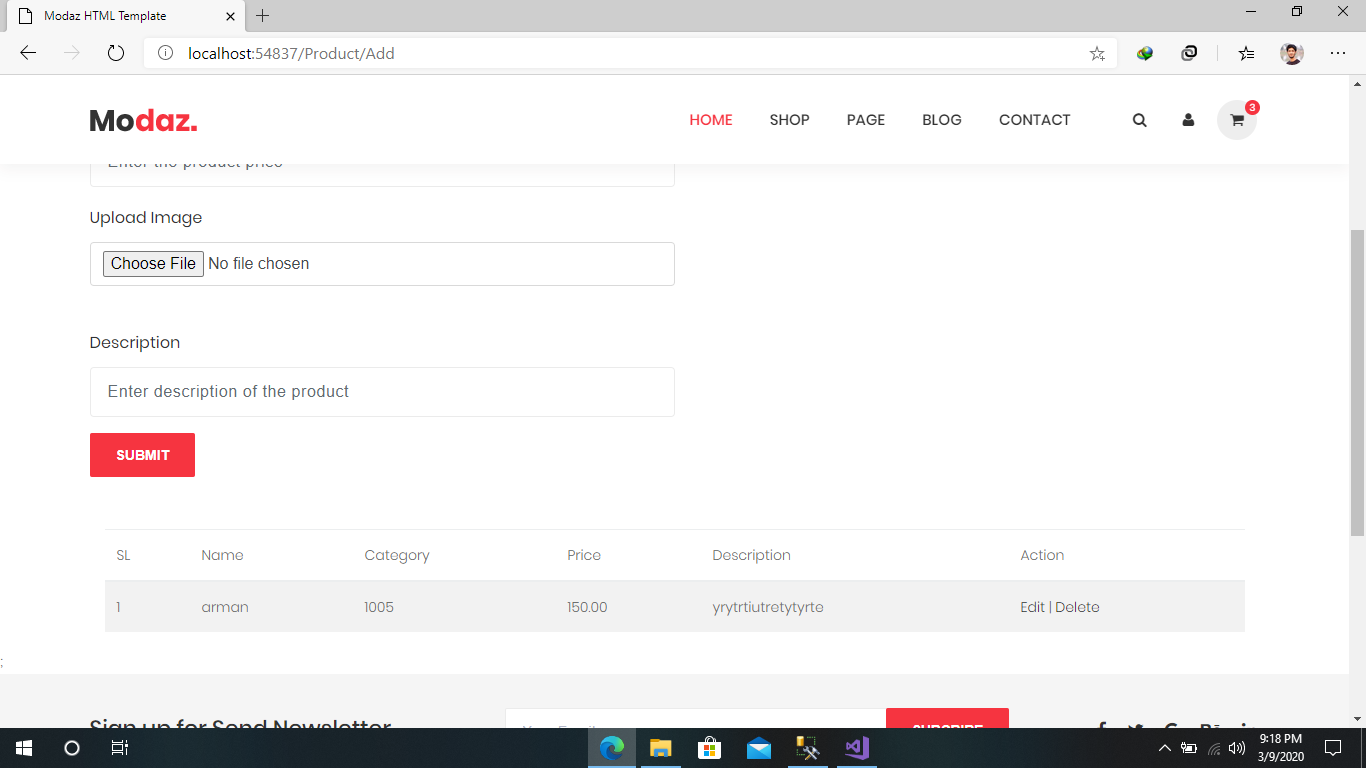 Modaz HTML Template
localhost:54837/Product/Add
Modaz.
HOME SHOP PAGE BLOG CONTACT 3
Enter the product price
Upload Image
Choose File No file chosen
Description
Enter description of the product
SUBMIT
SL Name Category Price Description Action
1 arman 1005 150.00 yrytrtiutretytyrte Edit | Delete
;
Sign up for Send Newsletter
9:18 PM
3/9/2020